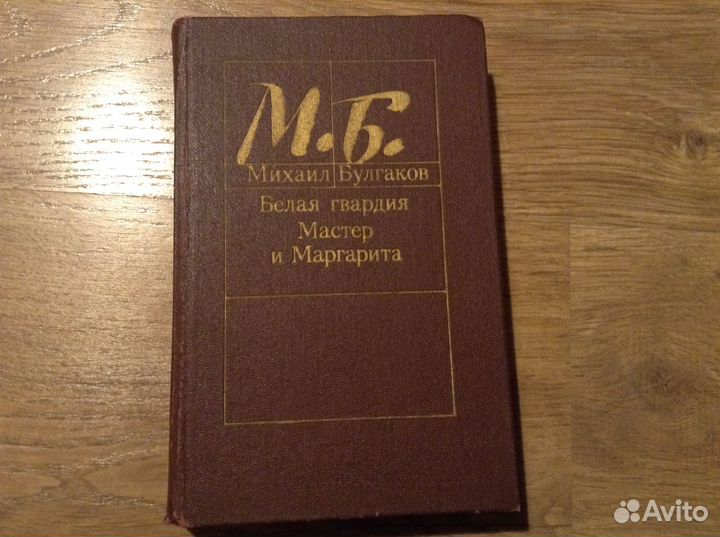 М.Б.
Михаил Булгаков
Белая гвардия
Мастер
и Маргарита
Avito